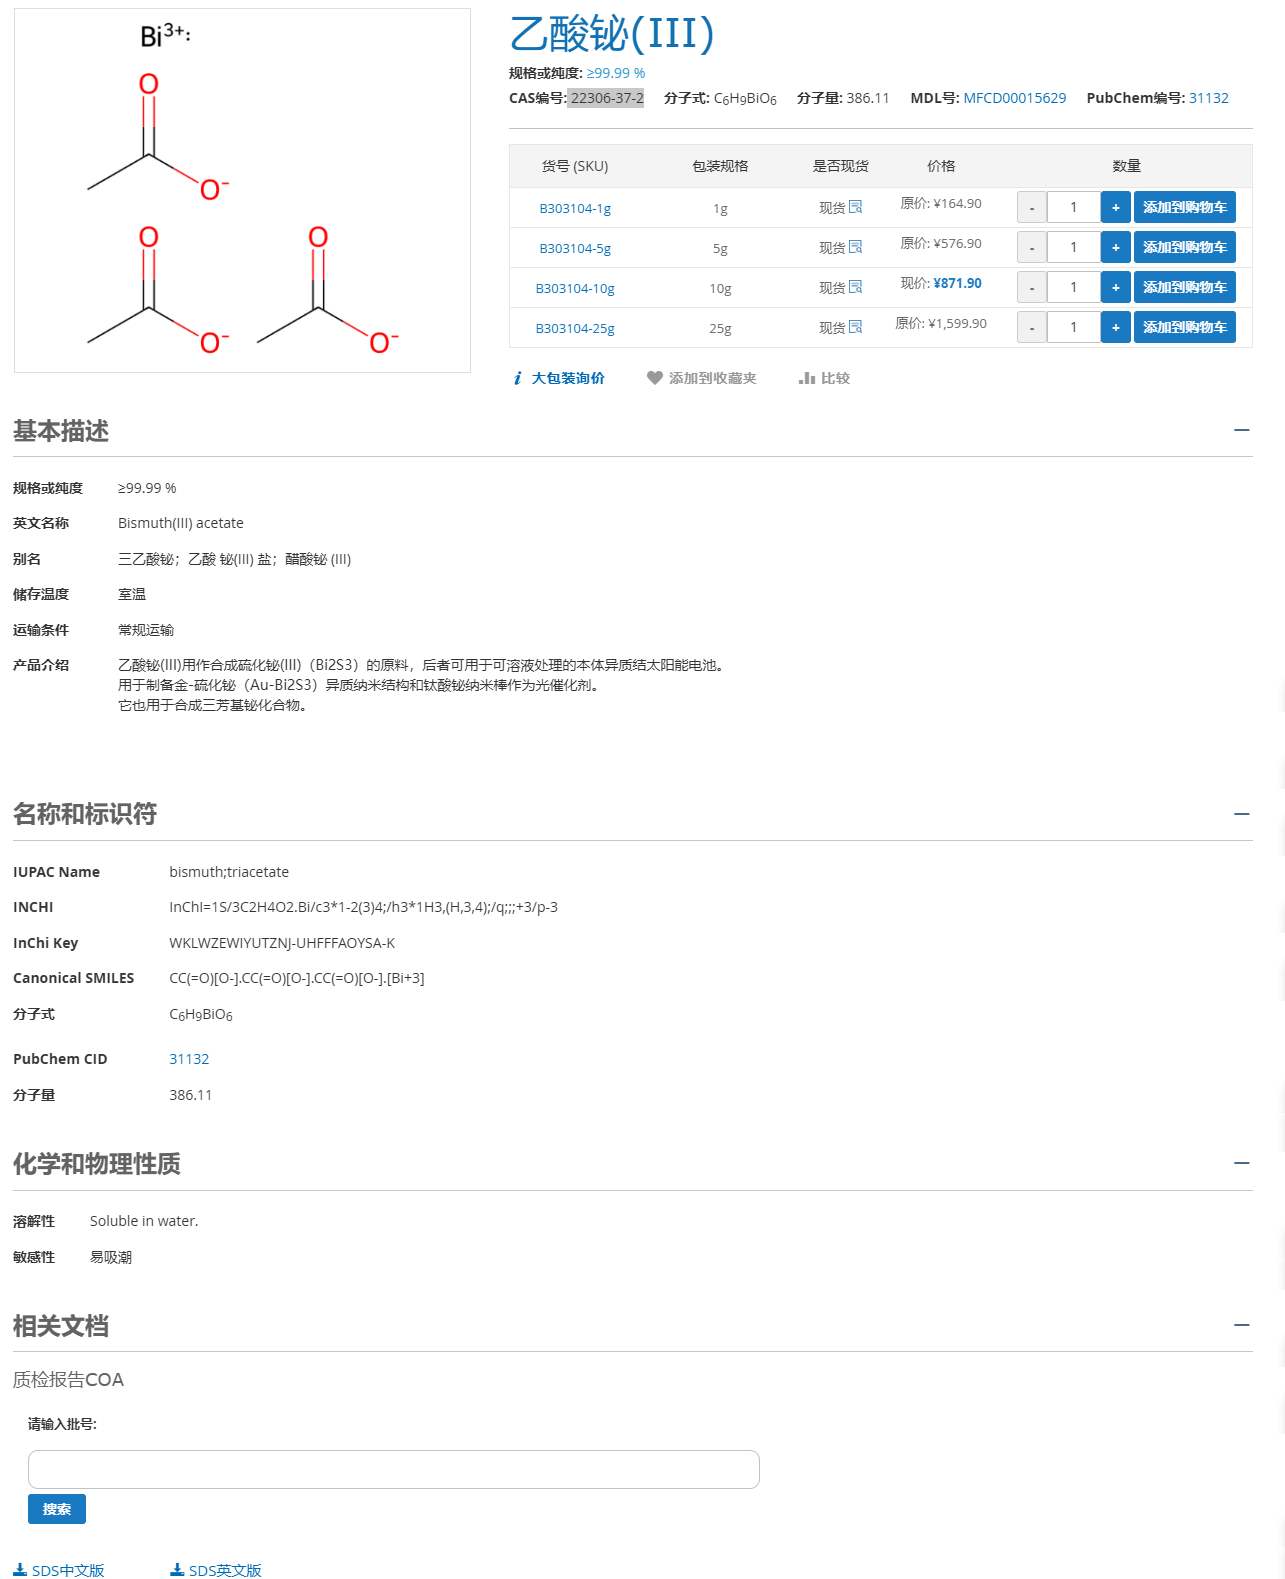 Bi3+:
O
O-
O
O
O-
O-
乙酸铋(III)
规格或纯度: ≥99.99 %
CAS编号: 22306-37-2 分子式: C6H9BiO6 分子量: 386.11 MDL号: MFCD00015629 PubChem编号: 31132
货号 (SKU) 包装规格 是否现货 价格 数量
B303104-1g 1g 现货 原价: ¥164.90 - 1 + 添加到购物车
B303104-5g 5g 现货 原价: ¥576.90 - 1 + 添加到购物车
B303104-10g 10g 现货 现价: ¥871.90 - 1 + 添加到购物车
B303104-25g 25g 现货 原价: ¥1,599.90 - 1 + 添加到购物车
i 大包装询价 添加到收藏夹 比较
基本描述
规格或纯度 ≥99.99 %
英文名称 Bismuth(III) acetate
别名 三乙酸铋；乙酸 铋(III) 盐；醋酸铋 (III)
储存温度 室温
运输条件 常规运输
产品介绍 乙酸铋(III)用作合成硫化铋(III)（Bi2S3）的原料，后者可用于可溶液处理的本体异质结太阳能电池。
用于制备金-硫化铋（Au-Bi2S3）异质纳米结构和钛酸铋纳米棒作为光催化剂。
它也用于合成三芳基铋化合物。
名称和标识符
IUPAC Name bismuth;triacetate
INCHI InChI=1S/3C2H4O2.Bi/c3*1-2(3)4;/h3*1H3,(H,3,4);/q;;;+3/p-3
InChi Key WKLWZEWIYUTZNJ-UHFFFAOYSA-K
Canonical SMILES CC(=O)[O-].CC(=O)[O-].CC(=O)[O-].[Bi+3]
分子式 C6H9BiO6
PubChem CID 31132
分子量 386.11
化学和物理性质
溶解性 Soluble in water.
敏感性 易吸潮
相关文档
质检报告COA
请输入批号:
搜索
SDS中文版 SDS英文版